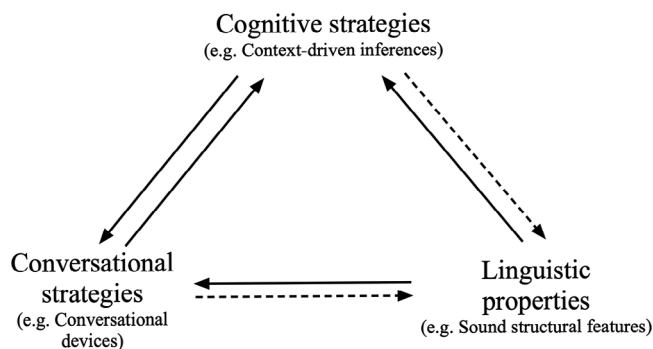 Cognitive strategies
(e.g. Context-driven inferences)
Conversational
strategies
(e.g. Conversational
devices)
Linguistic
properties
(e.g. Sound structural features)